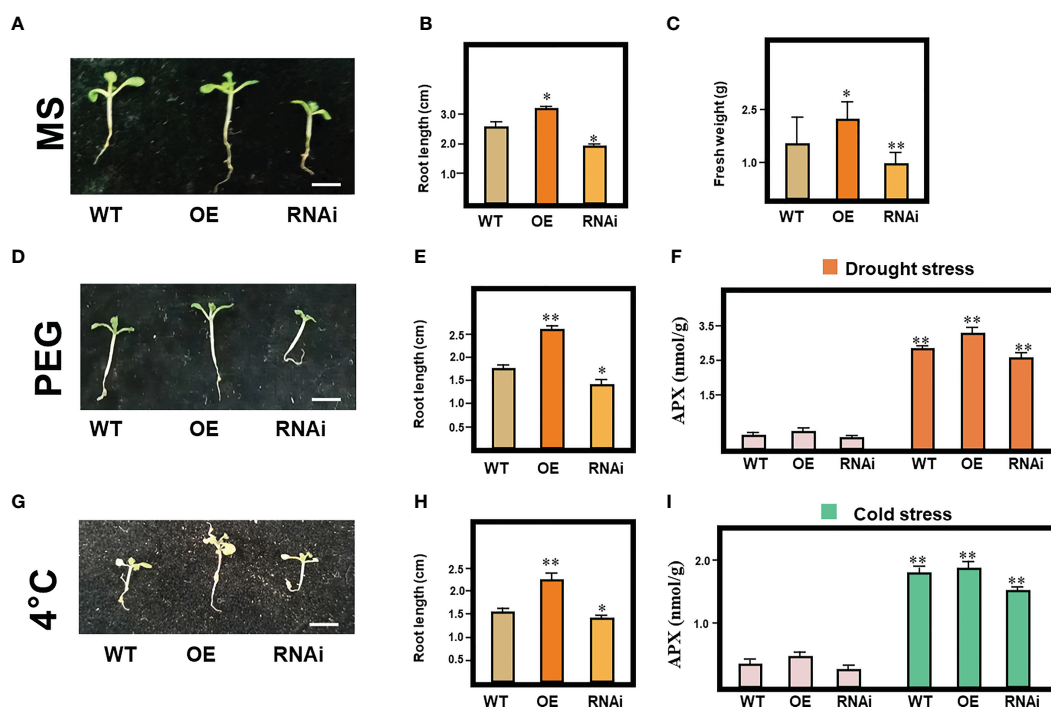 A
MS
WT OE RNAi
B
Root length (cm)
3.0
2.0
1.0
*
*
WT OE RNAi
C
Fresh weight (g)
2.5
1.0
*
**
WT OE RNAi
D
PEG
WT OE RNAi
E
Root length (cm)
2.5
1.5
1.0
0.5
**
*
WT OE RNAi
F
Drought stress
APX (nmol/g)
3.5
2.5
1.5
**
**
**
WT OE RNAi WT OE RNAi
G
4°C
WT OE RNAi
H
Root length (cm)
2.5
1.5
1.0
0.5
**
*
WT OE RNAi
I
Cold stress
APX (nmol/g)
2.0
1.0
**
**
**
WT OE RNAi WT OE RNAi